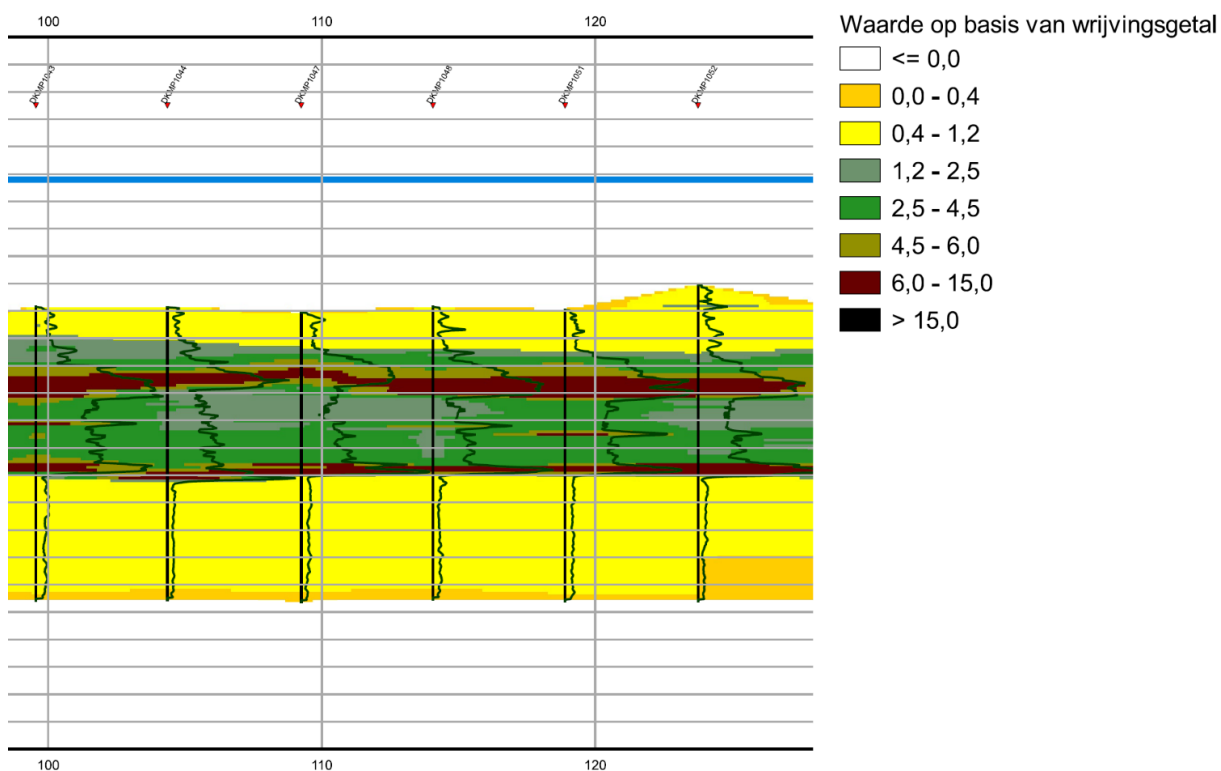 100 110 120
DKMP1043 DKMP1044 DKMP1047 DKMP1048 DKMP1051 DKMP1052
100 110 120
Waarde op basis van wrijvingsgetal
<= 0,0
0,0 - 0,4
0,4 - 1,2
1,2 - 2,5
2,5 - 4,5
4,5 - 6,0
6,0 - 15,0
> 15,0